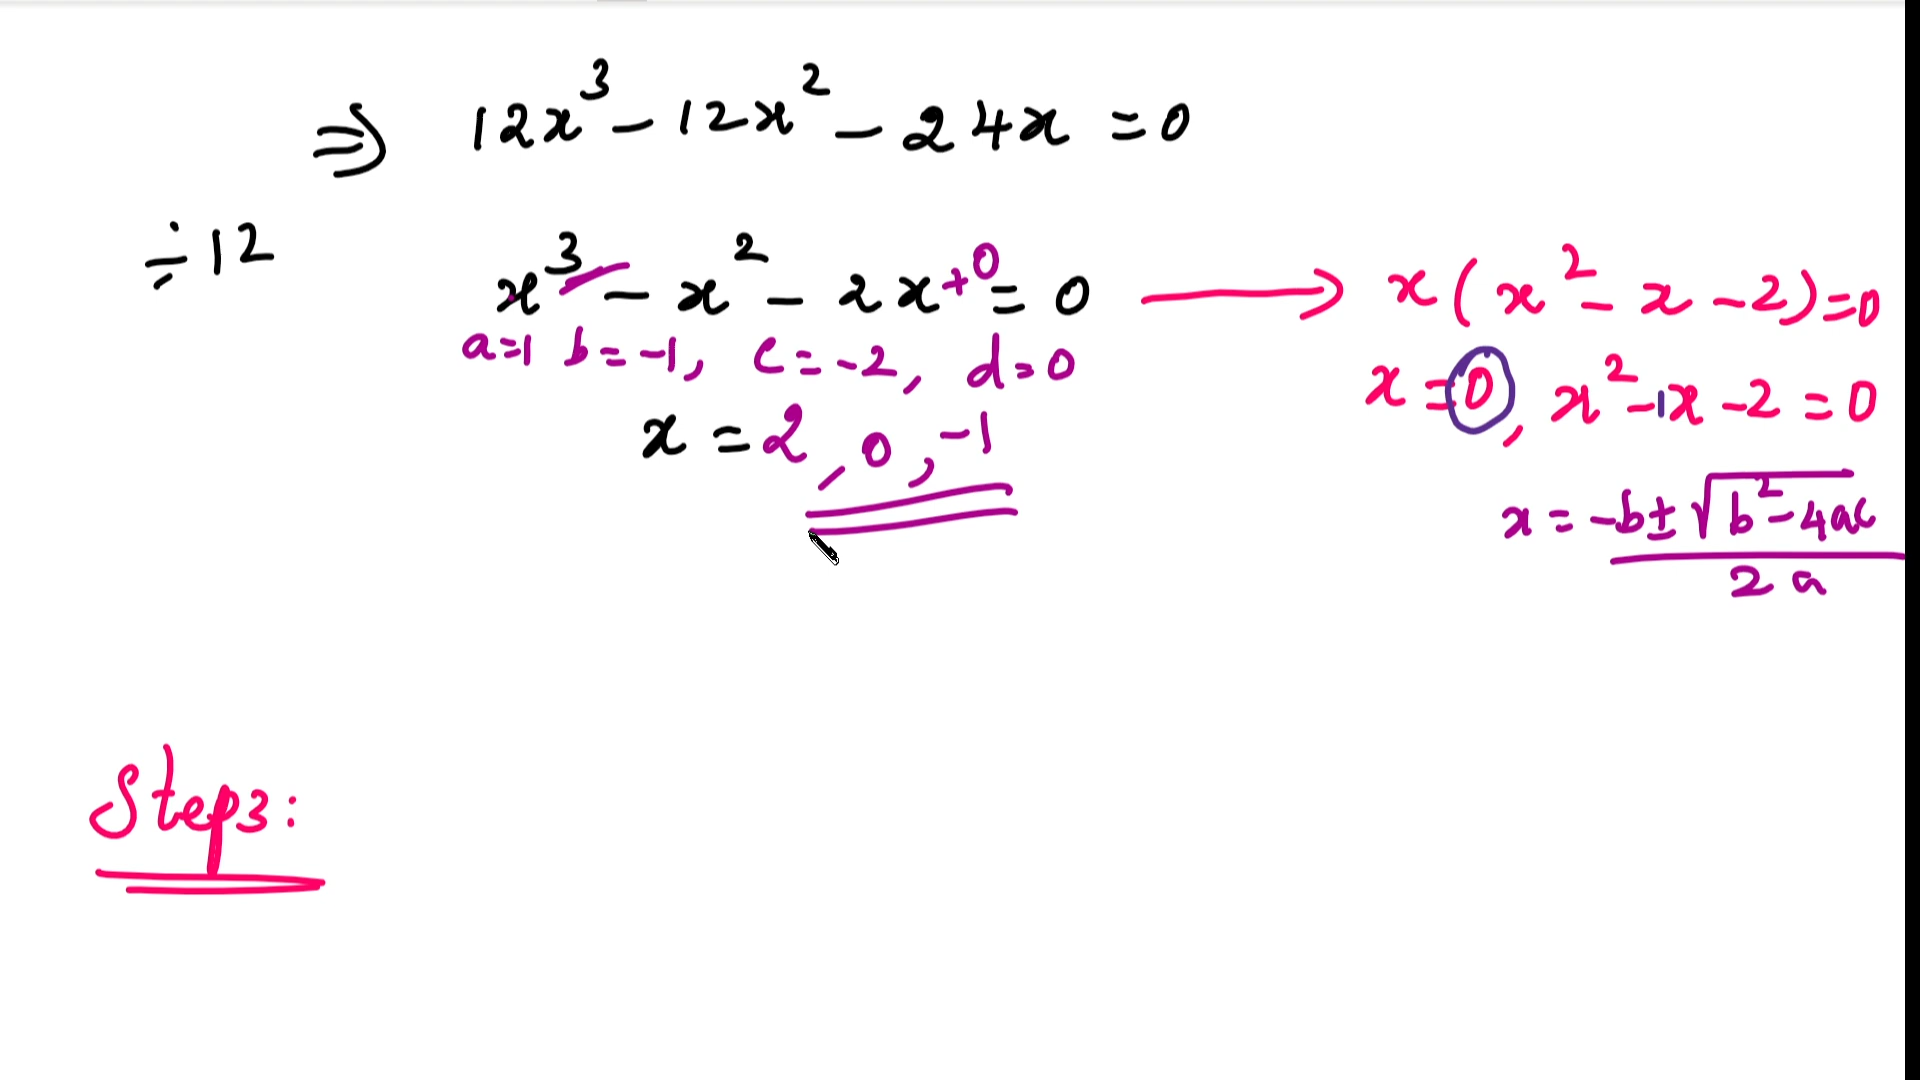 ⇒ 12x³ - 12x² - 24x = 0
÷12 x³ - x² - 2x + 0 = 0 ⟶ x(x² - x - 2) = 0
a=1 b=-1, c=-2, d=0
x = 0, x² - 1x - 2 = 0
x = 2, 0, -1
x = -b ± √b² - 4ac
2a
Step3: